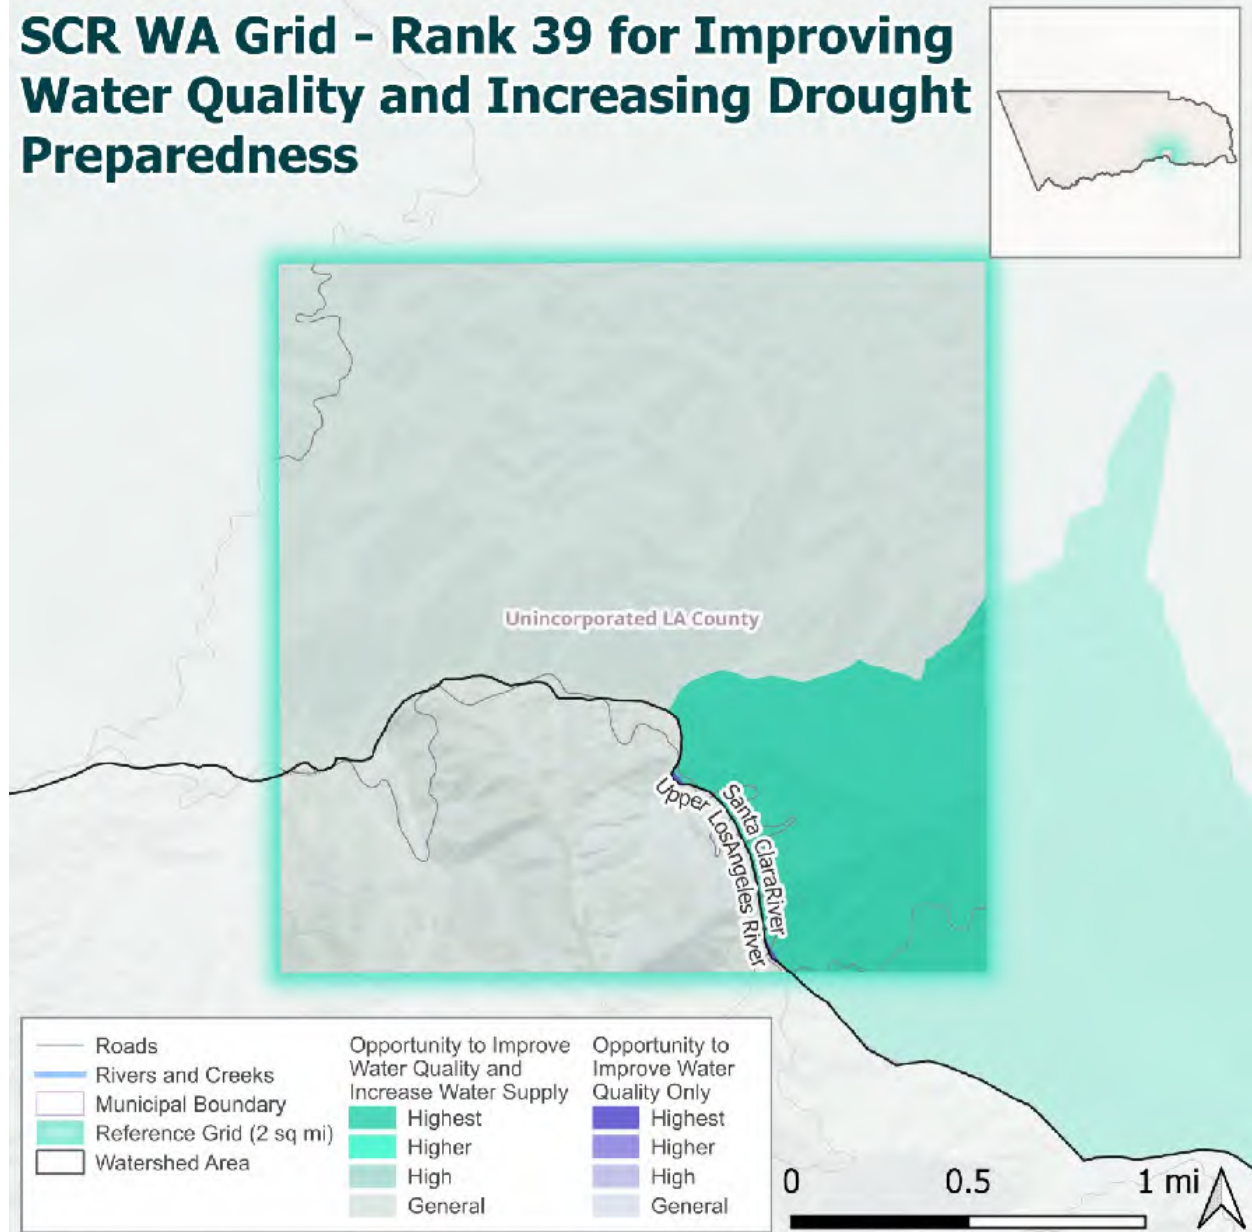 SCR WA Grid - Rank 39 for Improving
Water Quality and Increasing Drought
Preparedness
Unincorporated LA County
Santa ClaraRiver
Upper LosAngeles River
Roads
Rivers and Creeks
Municipal Boundary
Reference Grid (2 sq mi)
Watershed Area
Opportunity to Improve
Water Quality and
Increase Water Supply
Highest
Higher
High
General
Opportunity to
Improve Water
Quality Only
Highest
Higher
High
General
0 0.5 1 mi